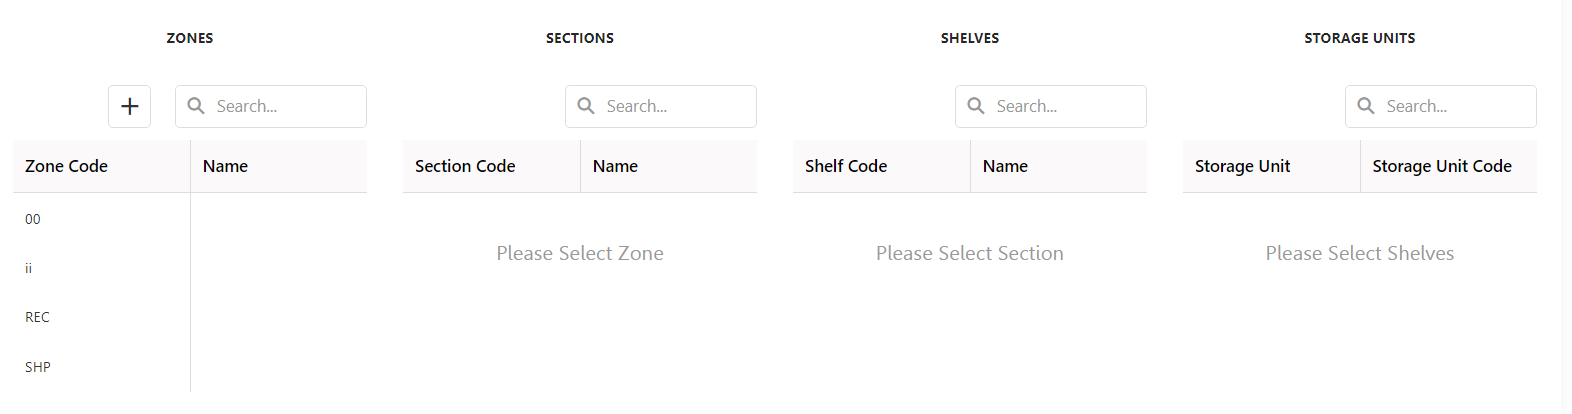 ZONES
SECTIONS
SHELVES
STORAGE UNITS
Search...
Search...
Search...
Search...
Zone Code
Name
Section Code
Name
Shelf Code
Name
Storage Unit
Storage Unit Code
00
ii
REC
SHP
Please Select Zone
Please Select Section
Please Select Shelves